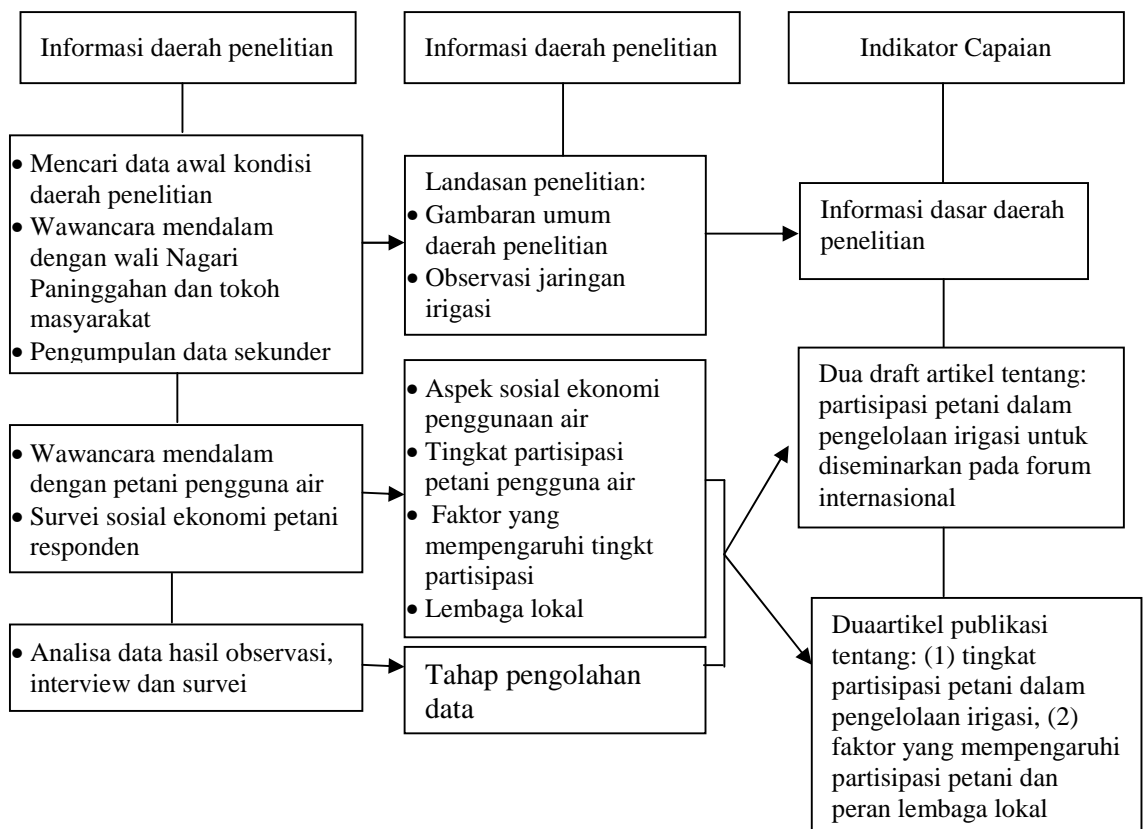 Informasi daerah penelitian
Informasi daerah penelitian
Indikator Capaian
• Mencari data awal kondisi
daerah penelitian
• Wawancara mendalam
dengan wali Nagari
Paninggahan dan tokoh
masyarakat
• Pengumpulan data sekunder
Landasan penelitian:
• Gambaran umum
daerah penelitian
• Observasi jaringan
irigasi
Informasi dasar daerah
penelitian
• Wawancara mendalam
dengan petani pengguna air
• Survei sosial ekonomi petani
responden
• Aspek sosial ekonomi
penggunaan air
• Tingkat partisipasi
petani pengguna air
• Faktor yang
mempengaruhi tingkt
partisipasi
• Lembaga lokal
Dua draft artikel tentang:
partisipasi petani dalam
pengelolaan irigasi untuk
diseminarkan pada forum
internasional
• Analisa data hasil observasi,
interview dan survei
Tahap pengolahan
data
Duaartikel publikasi
tentang: (1) tingkat
partisipasi petani dalam
pengelolaan irigasi, (2)
faktor yang mempengaruhi
partisipasi petani dan
peran lembaga lokal